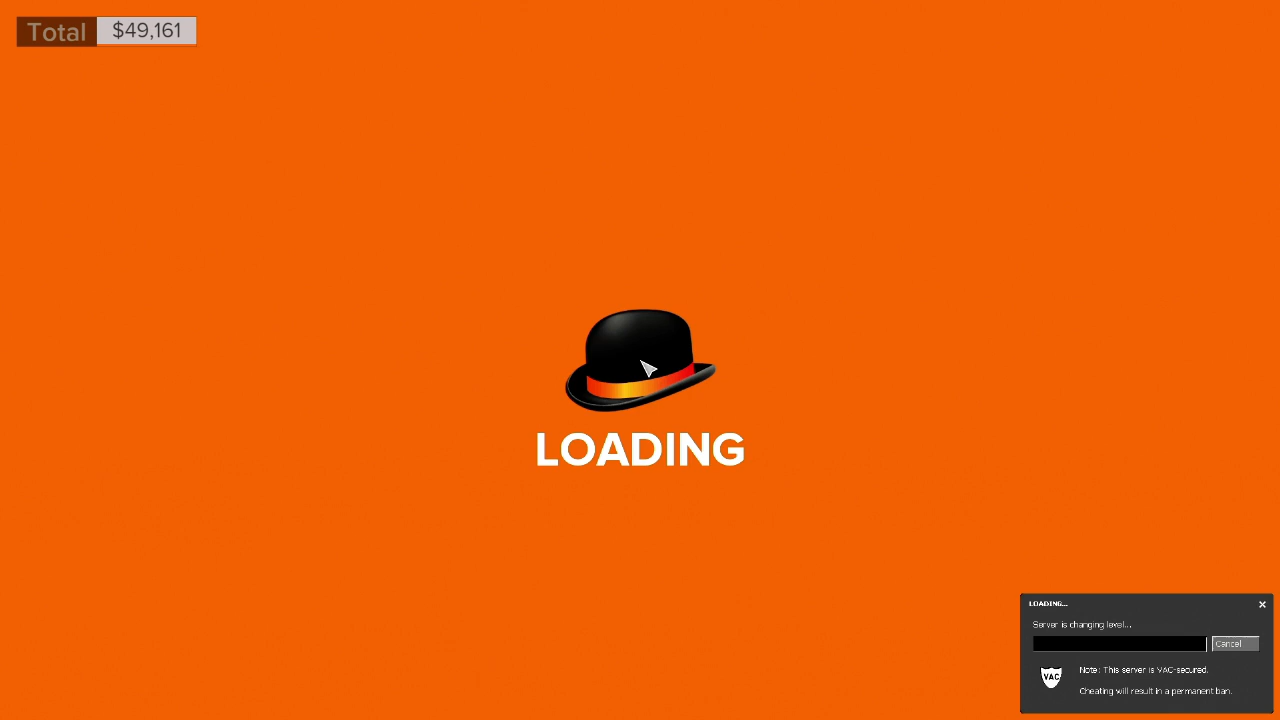 Total $49,161
LOADING
LOADING...
Server is changing level...
Cancel
Note: This server is VAC-secured.
VAC
Cheating will result in a permanent ban.